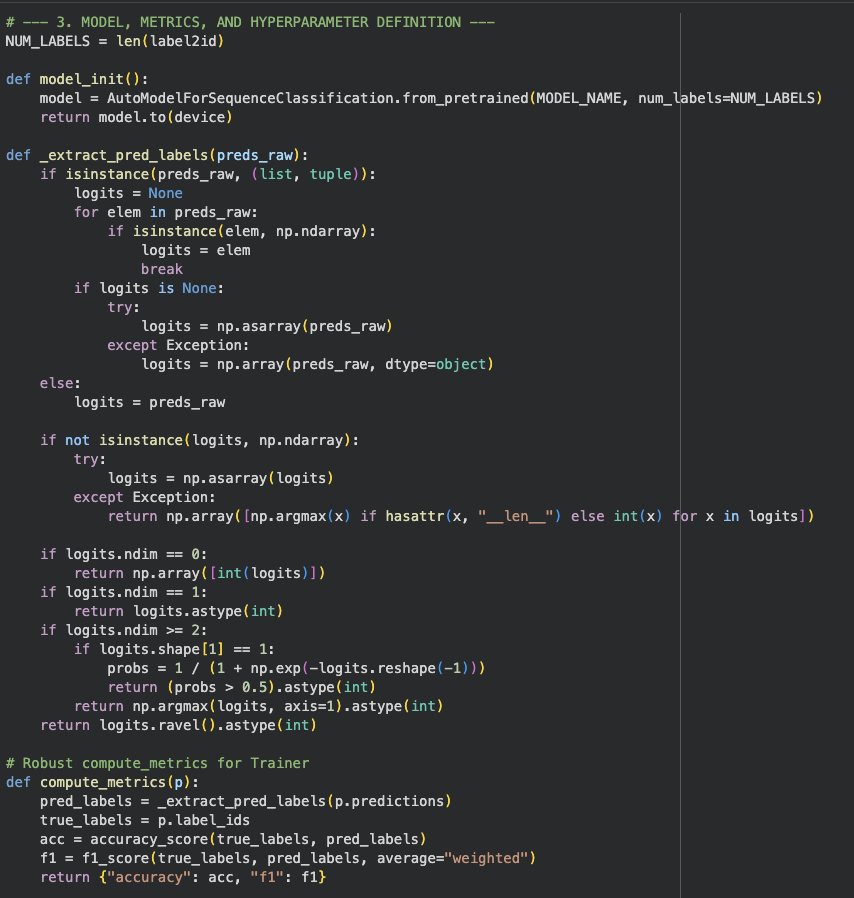 # --- 3. MODEL, METRICS, AND HYPERPARAMETER DEFINITION ---
NUM_LABELS = len(label2id)

def model_init():
    model = AutoModelForSequenceClassification.from_pretrained(MODEL_NAME, num_labels=NUM_LABELS)
    return model.to(device)

def _extract_pred_labels(preds_raw):
    if isinstance(preds_raw, (list, tuple)):
        logits = None
        for elem in preds_raw:
            if isinstance(elem, np.ndarray):
                logits = elem
                break
        if logits is None:
            try:
                logits = np.asarray(preds_raw)
            except Exception:
                logits = np.array(preds_raw, dtype=object)
    else:
        logits = preds_raw

    if not isinstance(logits, np.ndarray):
        try:
            logits = np.asarray(logits)
        except Exception:
            return np.array([np.argmax(x) if hasattr(x, "__len__") else int(x) for x in logits])

    if logits.ndim == 0:
        return np.array([int(logits)])
    if logits.ndim == 1:
        return logits.astype(int)
    if logits.ndim >= 2:
        if logits.shape[1] == 1:
            probs = 1 / (1 + np.exp(-logits.reshape(-1)))
            return (probs > 0.5).astype(int)
        return np.argmax(logits, axis=1).astype(int)
    return logits.ravel().astype(int)

# Robust compute_metrics for Trainer
def compute_metrics(p):
    pred_labels = _extract_pred_labels(p.predictions)
    true_labels = p.label_ids
    acc = accuracy_score(true_labels, pred_labels)
    f1 = f1_score(true_labels, pred_labels, average="weighted")
    return {"accuracy": acc, "f1": f1}